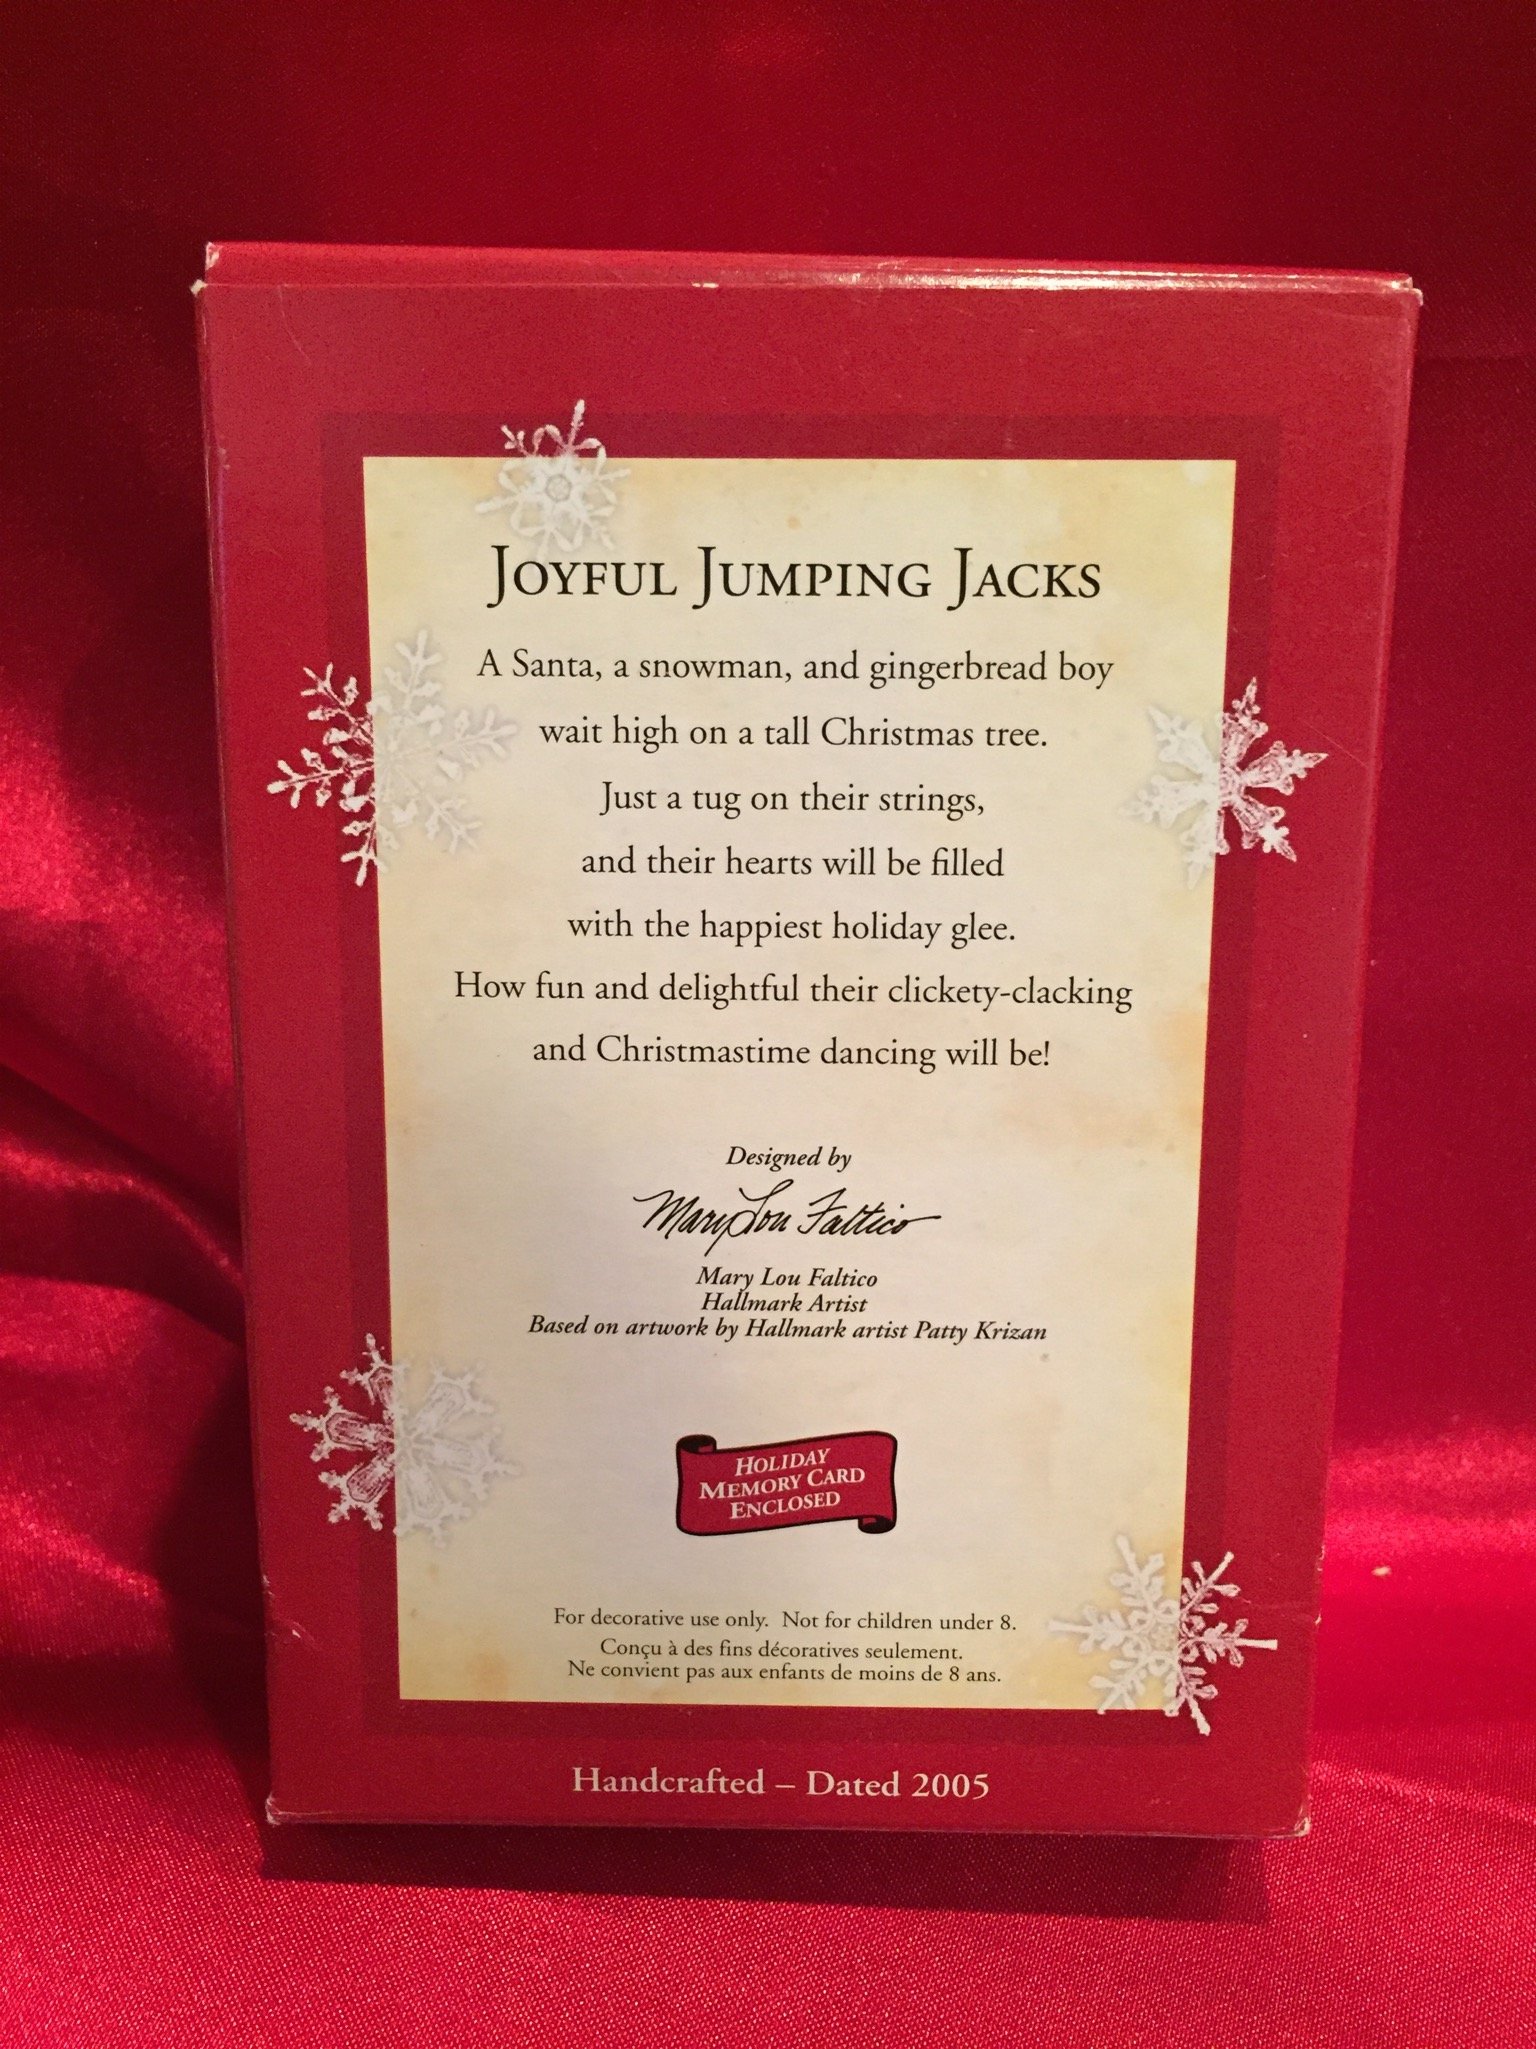 JOYFUL JUMPING JACKS
A Santa, a snowman, and gingerbread boy
wait high on a tall Christmas tree.
Just a tug on their strings,
and their hearts will be filled
with the happiest holiday glee.
How fun and delightful their clickety-clacking
and Christmastime dancing will be!
Designed by
Mary Lou Faltico
Mary Lou Faltico
Hallmark Artist
Based on artwork by Hallmark artist Patty Krizan
HOLIDAY
MEMORY CARD
ENCLOSED
For decorative use only. Not for children under 8.
Conçu à des fins décoratives seulement.
Ne convient pas aux enfants de moins de 8 ans.
Handcrafted – Dated 2005